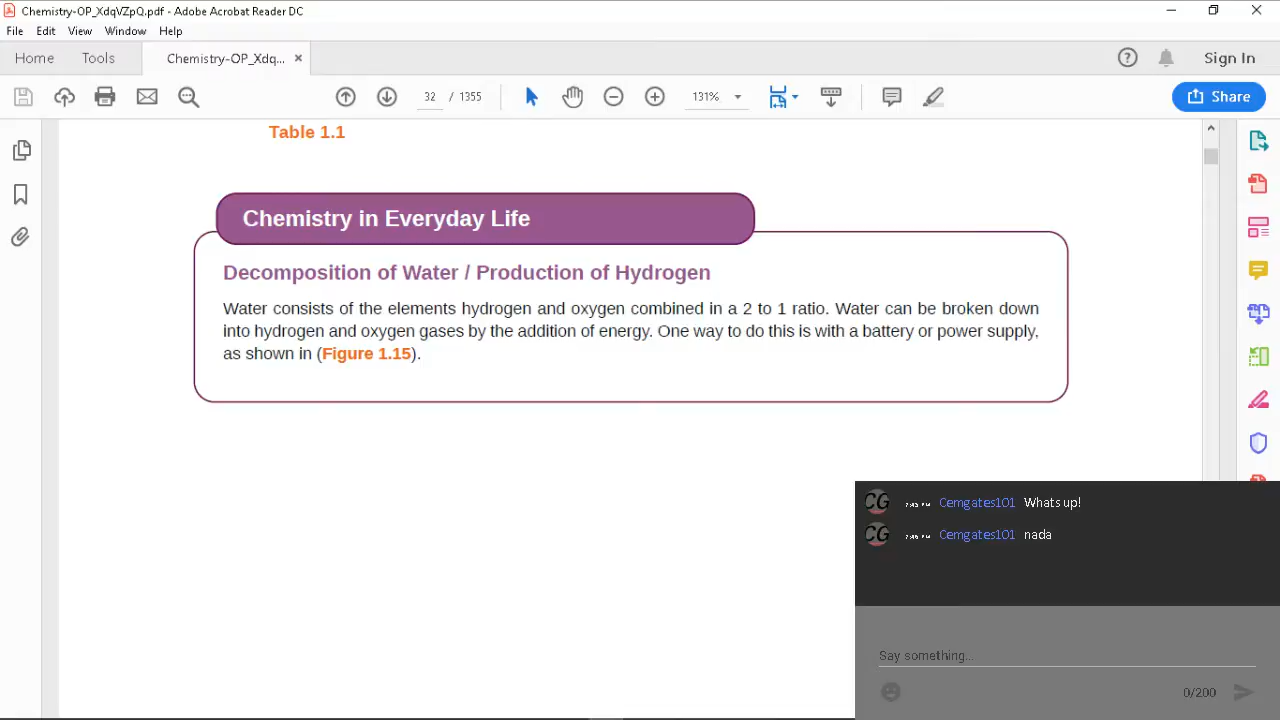 Chemistry-OP_XdqVZpQ.pdf - Adobe Acrobat Reader DC
File Edit View Window Help
Home Tools Chemistry-OP_Xdq... Sign In
32 / 1355 131% Share
Table 1.1
Chemistry in Everyday Life
Decomposition of Water / Production of Hydrogen
Water consists of the elements hydrogen and oxygen combined in a 2 to 1 ratio. Water can be broken down
into hydrogen and oxygen gases by the addition of energy. One way to do this is with a battery or power supply,
as shown in (Figure 1.15).
CG Cemgates101 Whats up!
CG Cemgates101 nada
Say something...
0/200